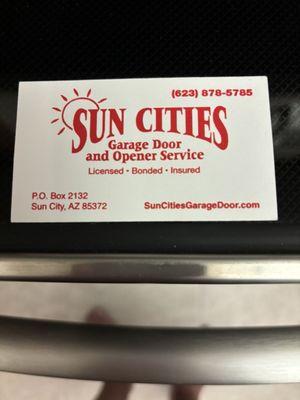 (623) 878-5785
SUN CITIES
Garage Door
and Opener Service
Licensed • Bonded • Insured
P.O. Box 2132
Sun City, AZ 85372
SunCitiesGarageDoor.com